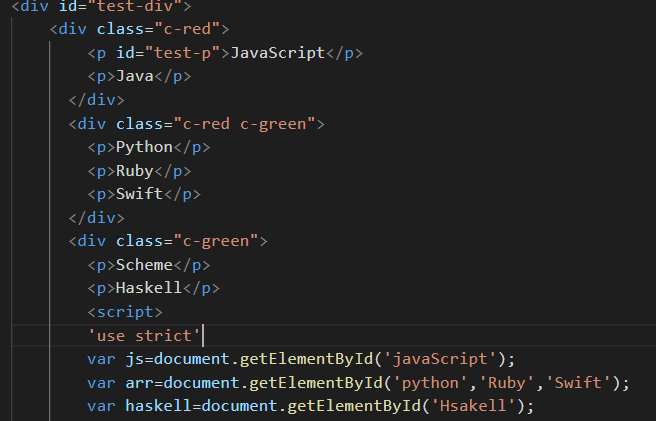 <div id="test-div">
<div class="c-red">
<p id="test-p">JavaScript</p>
<p>Java</p>
</div>
<div class="c-red c-green">
<p>Python</p>
<p>Ruby</p>
<p>Swift</p>
</div>
<div class="c-green">
<p>Scheme</p>
<p>Haskell</p>
<script>
'use strict'
var js=document.getElementById('javaScript');
var arr=document.getElementById('python','Ruby','Swift');
var haskell=document.getElementById('Hsakell');